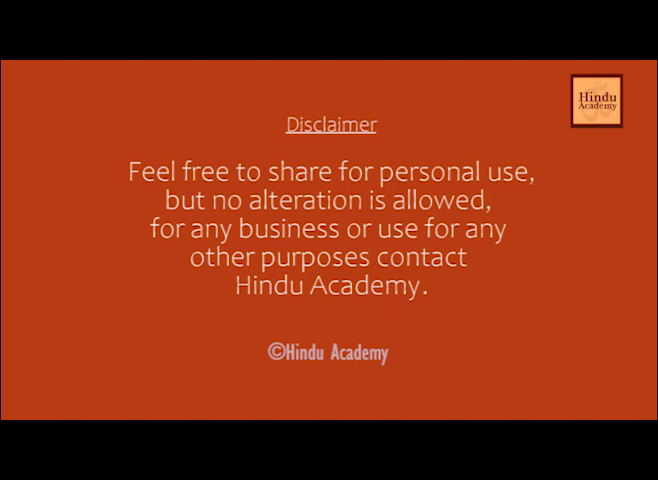 Hindu
Academy
Disclaimer
Feel free to share for personal use,
but no alteration is allowed,
for any business or use for any
other purposes contact
Hindu Academy.
©Hindu Academy